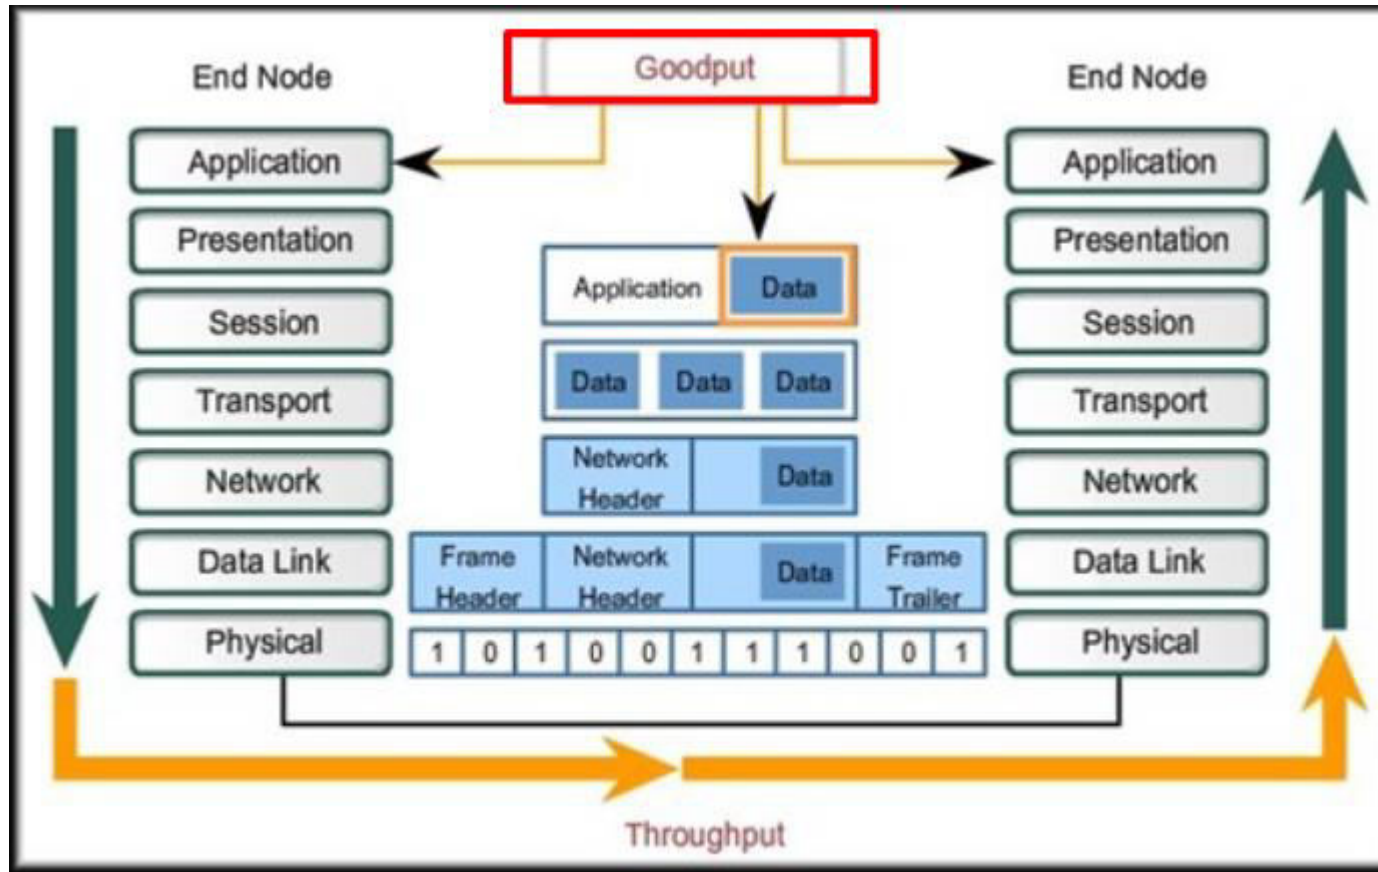 Goodput
End Node
End Node
Application
Application
Presentation
Presentation
Application Data
Session
Session
Data Data Data
Transport
Transport
Network
Header
Data
Network
Network
Frame
Header
Network
Header
Data
Frame
Trailer
Data Link
Data Link
Physical
1 0 1 0 0 1 1 1 0 0 1
Physical
Throughput